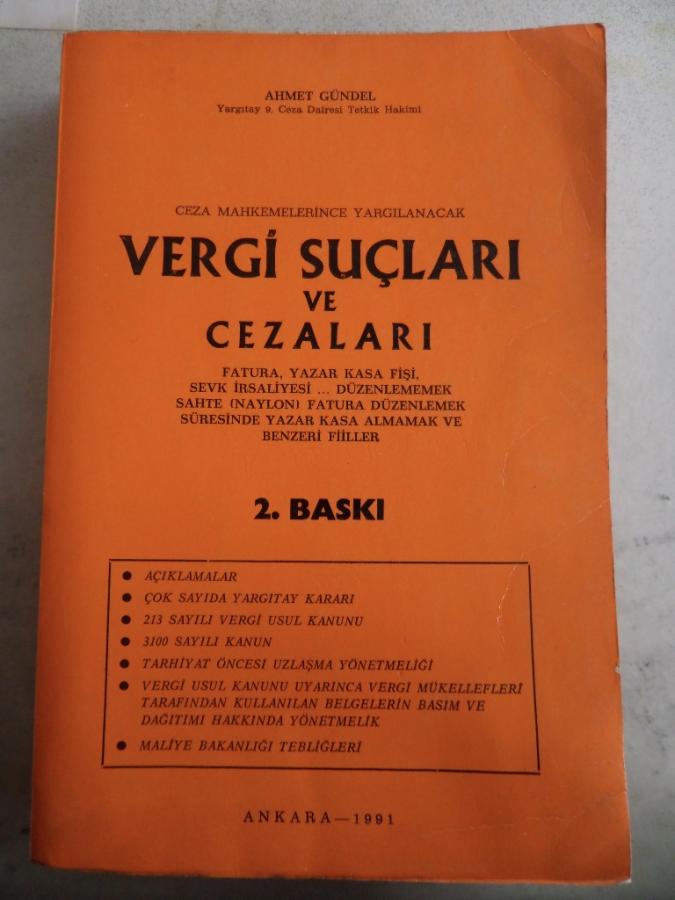 AHMET GÜNDEL
Yargıtay 9. Ceza Dairesi Tetkik Hakimi
CEZA MAHKEMELERİNCE YARGILANACAK
VERGİ SUÇLARI
VE
CEZALARI
FATURA, YAZAR KASA FİŞİ,
SEVK İRSALİYESİ ... DÜZENLEMEMEK
SAHTE (NAYLON) FATURA DÜZENLEMEK
SÜRESİNDE YAZAR KASA ALMAMAK VE
BENZERİ FİİLLER
2. BASKI
● AÇIKLAMALAR
● ÇOK SAYIDA YARGITAY KARARI
● 213 SAYILI VERGİ USUL KANUNU
● 3100 SAYILI KANUN
● TARHİYAT ÖNCESİ UZLAŞMA YÖNETMELİĞİ
● VERGİ USUL KANUNU UYARINCA VERGİ MÜKELLEFLERİ
TARAFINDAN KULLANILAN BELGELERİN BASIM VE
DAĞITIMI HAKKINDA YÖNETMELİK
● MALİYE BAKANLIĞI TEBLİĞLERİ
ANKARA—1991